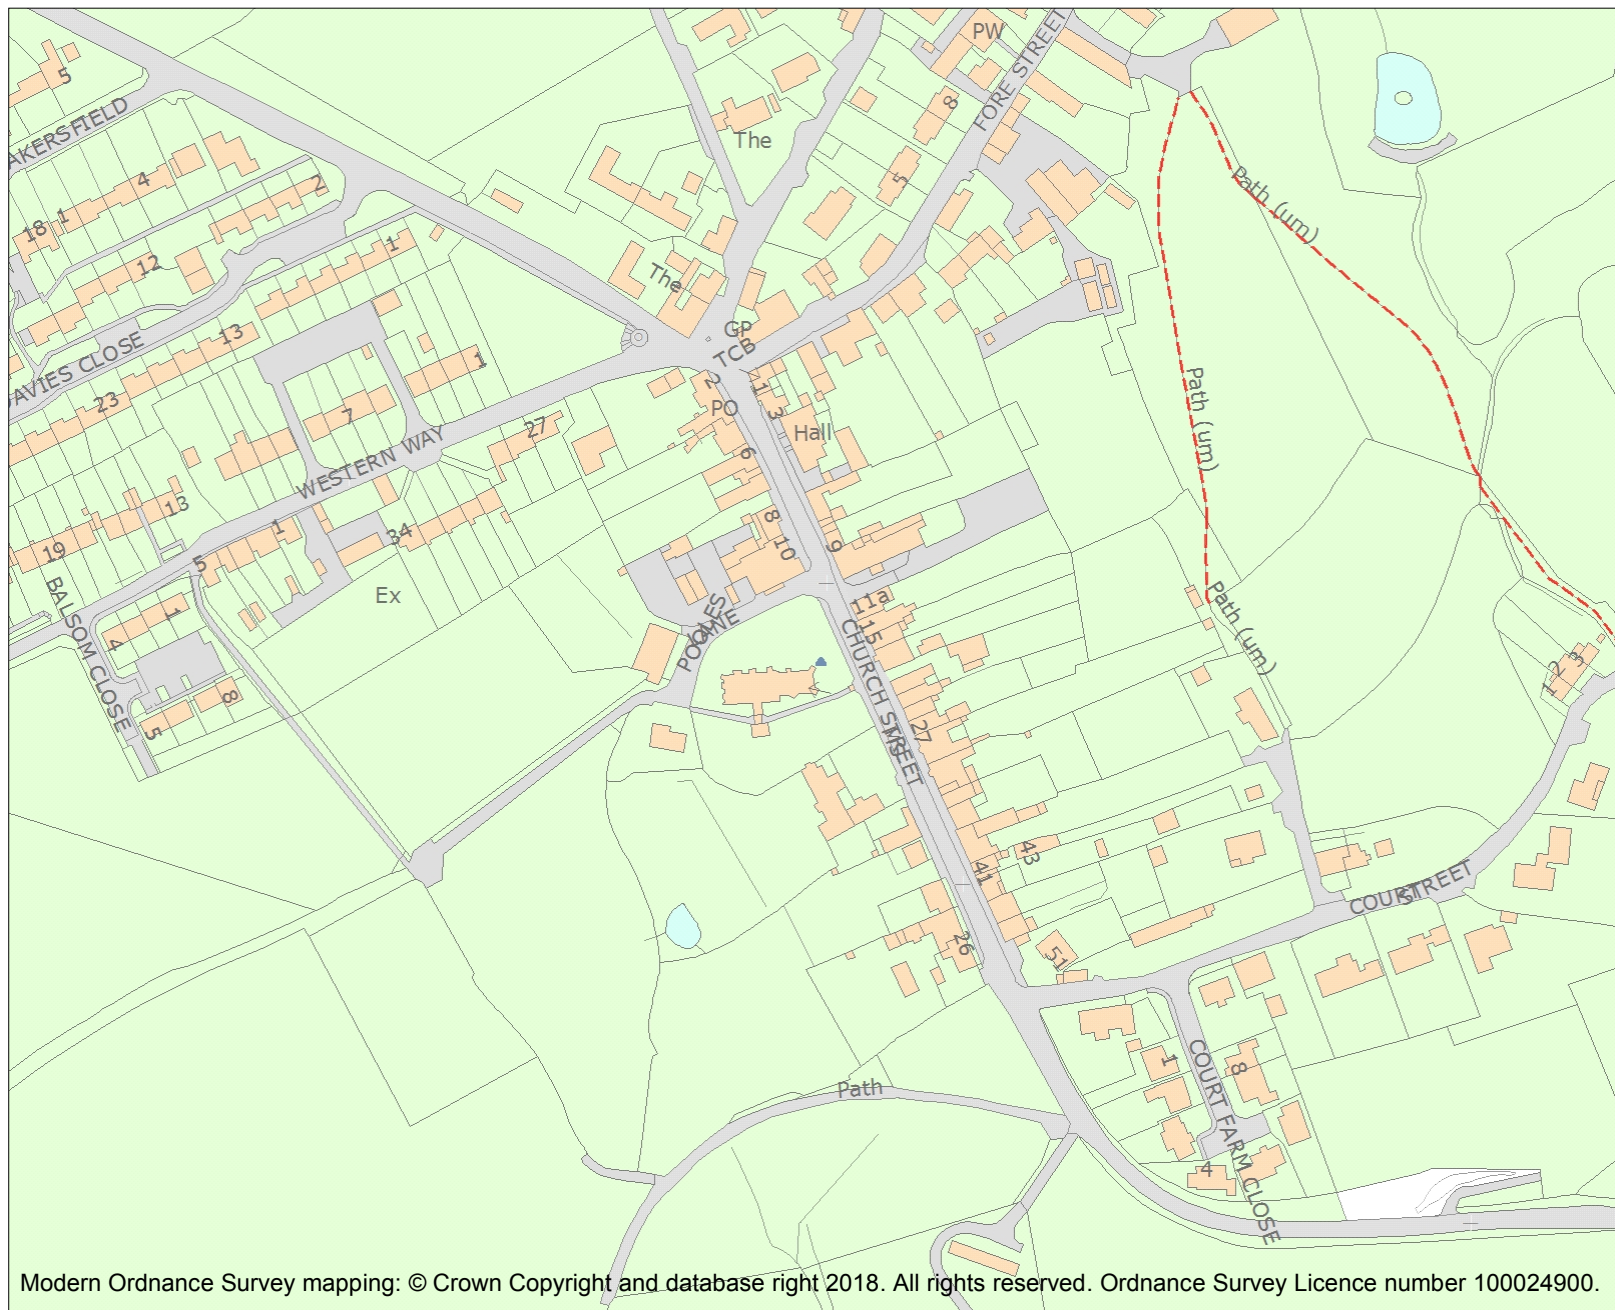 PW
FORE STREET
5
8
AKERSFIELD
The
4
2
Path (um)
5
18
1
1
12
The
GP
TCB
13
DAVIES CLOSE
1
2
1
Path (um)
23
7
PO
3
27
Hall
WESTERN WAY
6
13
8
34
1
10
9
19
5
Ex
BALSOM CLOSE
Path (um)
1
11a
POOLES
LANE
15
4
CHURCH STREET
2
3
1
8
5
27
MS
43
41
COURT
STREET
26
51
1
8
Path
COURT FARM CLOSE
4
Modern Ordnance Survey mapping: © Crown Copyright and database right 2018. All rights reserved. Ordnance Survey Licence number 100024900.